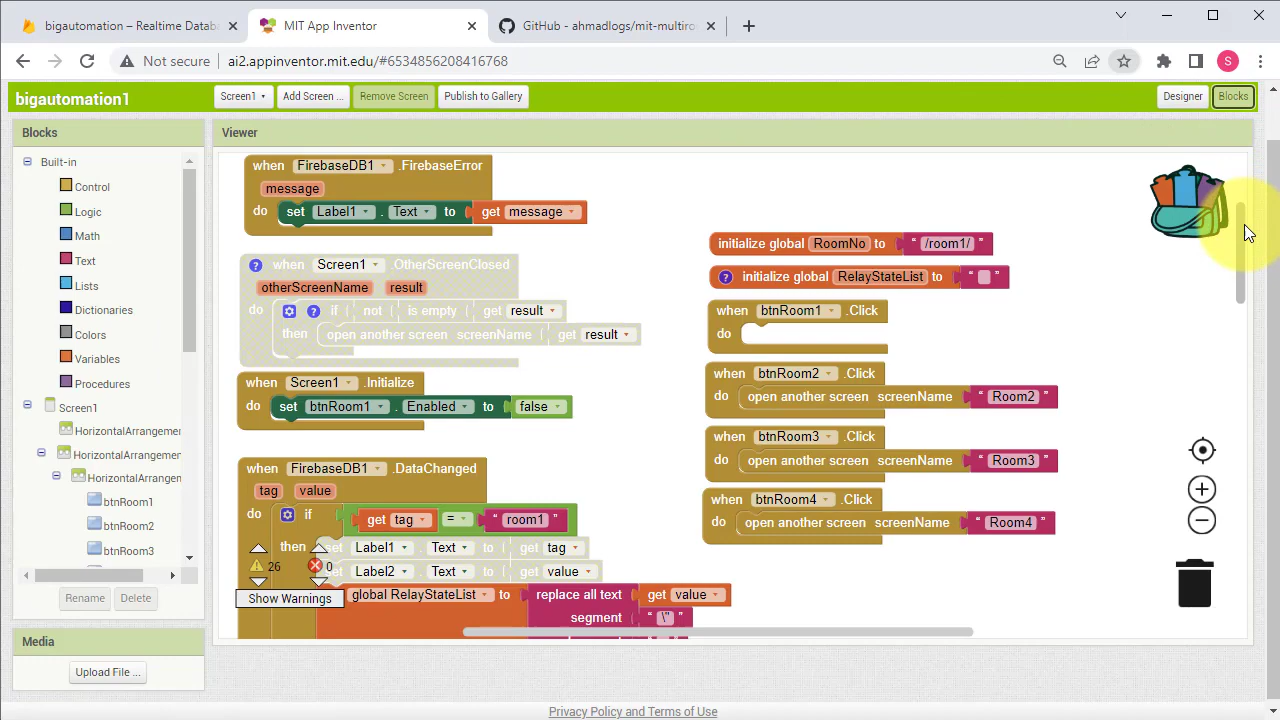 bigautomation – Realtime Databa
MIT App Inventor
GitHub - ahmadlogs/mit-multiro
Not secure
ai2.appinventor.mit.edu/#6534856208416768
S
bigautomation1
Screen1
Add Screen ...
Remove Screen
Publish to Gallery
Designer
Blocks
Blocks
Viewer
Built-in
Control
Logic
Math
Text
Lists
Dictionaries
Colors
Variables
Procedures
Screen1
HorizontalArrangemen
HorizontalArrangemen
HorizontalArrangemen
btnRoom1
btnRoom2
btnRoom3
Rename
Delete
Media
Upload File ...
when FirebaseDB1 .FirebaseError
message
do set Label1 . Text to get message
? when Screen1 .OtherScreenClosed
otherScreenName result
do ? if not is empty get result
then open another screen screenName get result
when Screen1 .Initialize
do set btnRoom1 . Enabled to false
when FirebaseDB1 .DataChanged
tag value
do if get tag = “ room1 ”
then set Label1 . Text to get tag
set Label2 . Text to get value
global RelayStateList to replace all text get value
segment “ \" ”
26 0
Show Warnings
initialize global RoomNo to “ /room1/ ”
? initialize global RelayStateList to “ ”
when btnRoom1 .Click
do
when btnRoom2 .Click
do open another screen screenName “ Room2 ”
when btnRoom3 .Click
do open another screen screenName “ Room3 ”
when btnRoom4 .Click
do open another screen screenName “ Room4 ”
Privacy Policy and Terms of Use